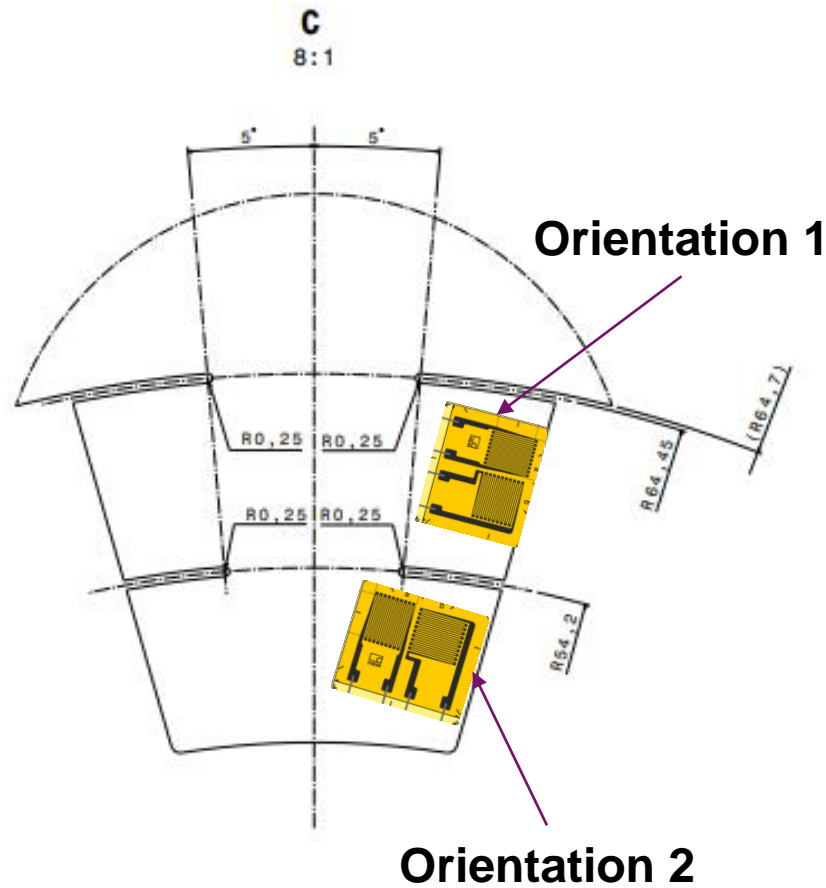 C
8:1
5° 5°
Orientation 1
(R64,7)
R0,25 R0,25
R64,45
R0,25 R0,25
R54,2
Orientation 2